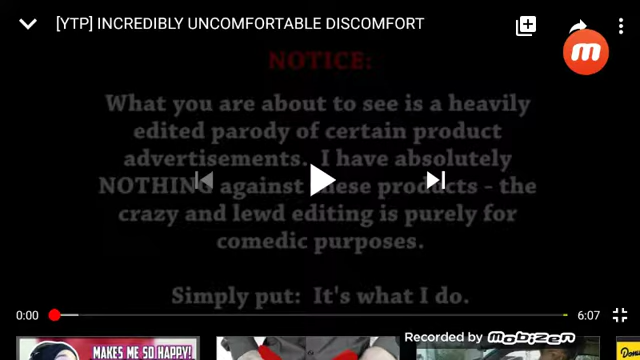 [YTP] INCREDIBLY UNCOMFORTABLE DISCOMFORT
m
NOTICE:
What you are about to see is a heavily
edited parody of certain product
advertisements. I have absolutely
NOTHING against these products - the
crazy and lewd editing is purely for
comedic purposes.
Simply put: It's what I do.
0:00
6:07
Recorded by mobizen
MAKES ME SO HAPPY!